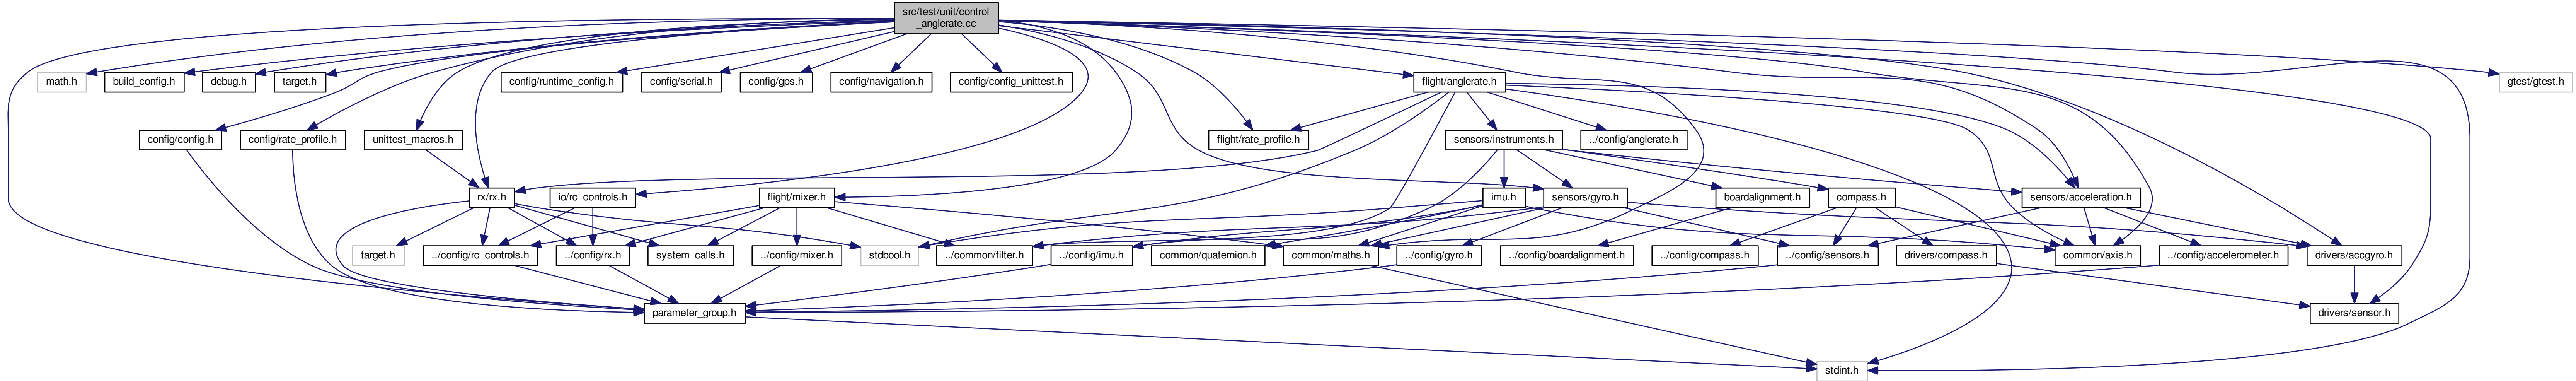 src/test/unit/control
_anglerate.cc
math.h
build_config.h
debug.h
target.h
config/runtime_config.h
config/serial.h
config/gps.h
config/navigation.h
config/config_unittest.h
flight/anglerate.h
gtest/gtest.h
config/config.h
config/rate_profile.h
unittest_macros.h
flight/rate_profile.h
sensors/instruments.h
../config/anglerate.h
rx/rx.h
io/rc_controls.h
flight/mixer.h
imu.h
sensors/gyro.h
boardalignment.h
compass.h
sensors/acceleration.h
target.h
../config/rc_controls.h
../config/rx.h
system_calls.h
../config/mixer.h
stdbool.h
../common/filter.h
../config/imu.h
common/quaternion.h
common/maths.h
../config/gyro.h
../config/boardalignment.h
../config/compass.h
../config/sensors.h
drivers/compass.h
common/axis.h
../config/accelerometer.h
drivers/accgyro.h
parameter_group.h
drivers/sensor.h
stdint.h